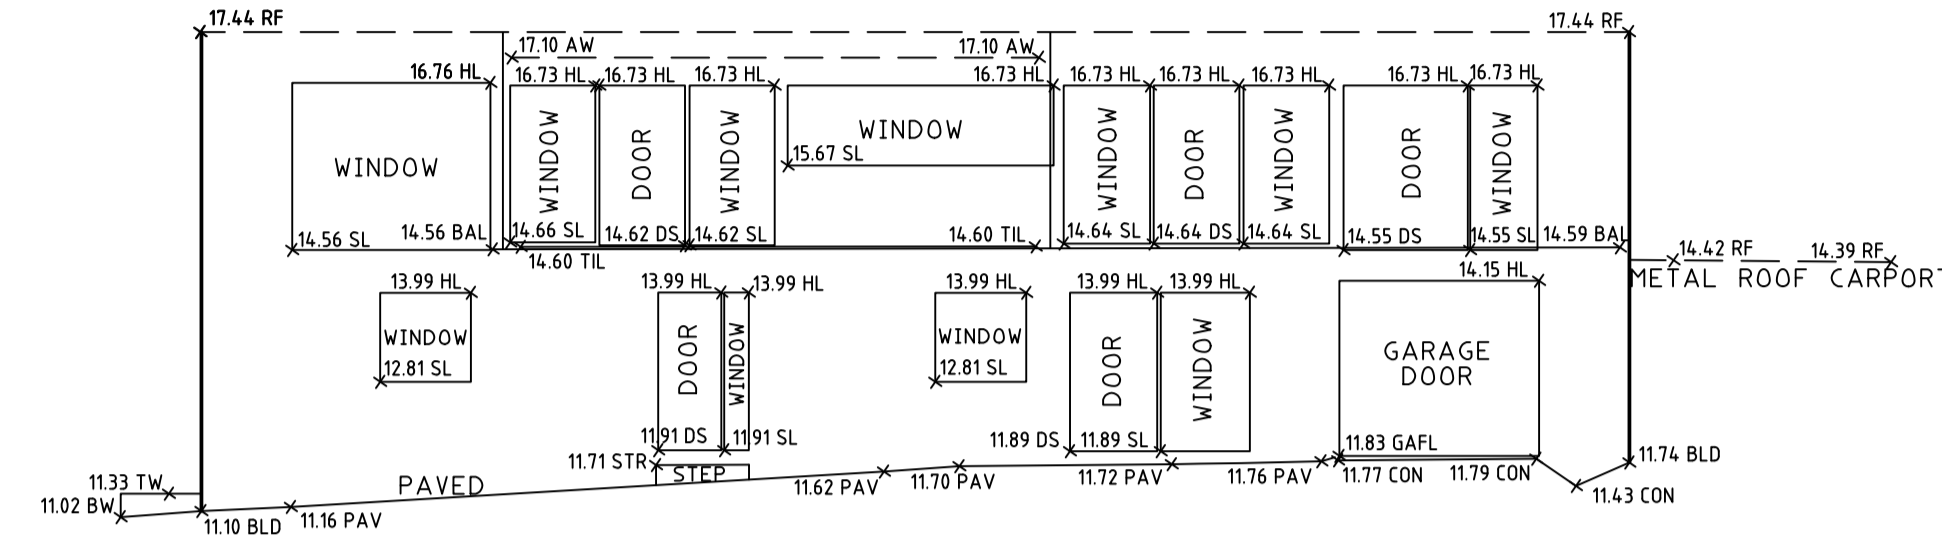 17.44 RF
17.44 RF
17.10 AW
17.10 AW
16.76 HL
16.73 HL
16.73 HL
16.73 HL
16.73 HL
16.73 HL
16.73 HL
16.73 HL
16.73 HL
16.73 HL
WINDOW
WINDOW
DOOR
WINDOW
WINDOW
15.67 SL
WINDOW
DOOR
WINDOW
DOOR
WINDOW
14.56 SL
14.56 BAL
14.66 SL
14.62 DS
14.62 SL
14.60 TIL
14.64 SL
14.64 DS
14.64 SL
14.55 DS
14.55 SL
14.59 BAL
14.60 TIL
14.42 RF
14.39 RF
METAL ROOF CARPORT
13.99 HL
13.99 HL
13.99 HL
13.99 HL
13.99 HL
13.99 HL
14.15 HL
WINDOW
12.81 SL
DOOR
WINDOW
WINDOW
12.81 SL
DOOR
WINDOW
GARAGE
DOOR
11.91 DS
11.91 SL
11.89 DS
11.89 SL
11.83 GAFL
11.71 STR
STEP
11.62 PAV
11.70 PAV
11.72 PAV
11.76 PAV
11.77 CON
11.79 CON
11.74 BLD
11.43 CON
11.33 TW
PAVED
11.02 BW
11.10 BLD
11.16 PAV